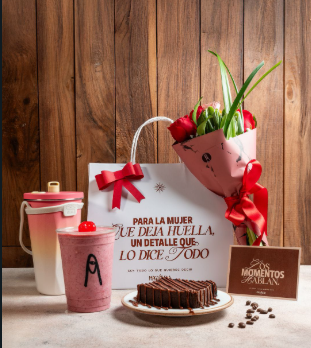 PARA LA MUJER
QUE DEJA HUELLA,
UN DETALLE QUE
LO DICE TODO
LOS
MOMENTOS
HABLAN.